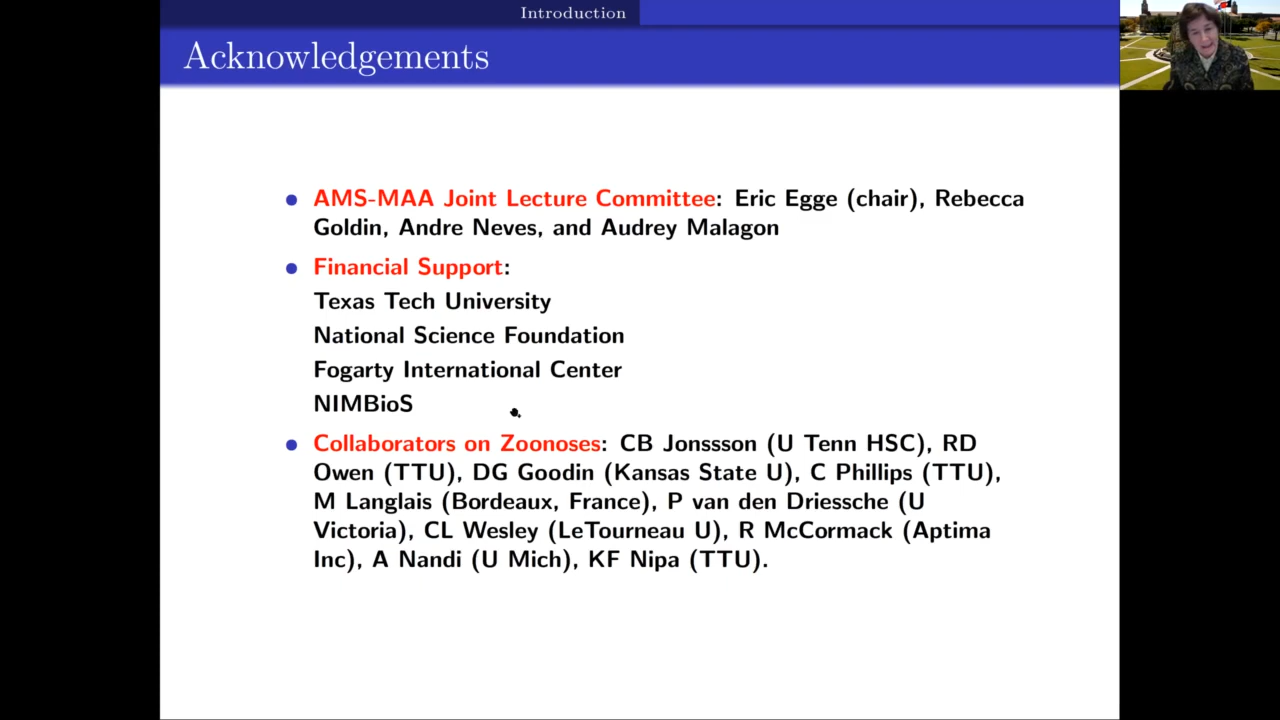 Introduction
Acknowledgements
AMS-MAA Joint Lecture Committee: Eric Egge (chair), Rebecca
Goldin, Andre Neves, and Audrey Malagon
Financial Support:
Texas Tech University
National Science Foundation
Fogarty International Center
NIMBioS
Collaborators on Zoonoses: CB Jonssson (U Tenn HSC), RD
Owen (TTU), DG Goodin (Kansas State U), C Phillips (TTU),
M Langlais (Bordeaux, France), P van den Driessche (U
Victoria), CL Wesley (LeTourneau U), R McCormack (Aptima
Inc), A Nandi (U Mich), KF Nipa (TTU).